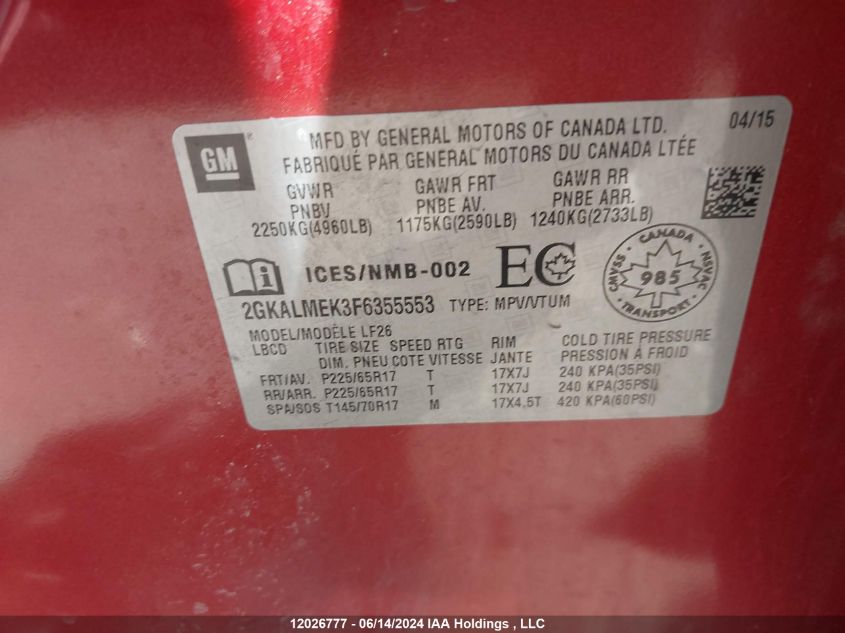 GM
MFD BY GENERAL MOTORS OF CANADA LTD. 04/15
FABRIQUÉ PAR GENERAL MOTORS DU CANADA LTÉE
GVWR GAWR FRT GAWR RR
PNBV PNBE AV. PNBE ARR.
2250KG(4960LB) 1175KG(2590LB) 1240KG(2733LB)
i ICES/NMB-002 EC
CANADA
CMVSS 985 NSVAC
TRANSPORT
2GKALMEK3F6355553 TYPE: MPV/VTUM
MODEL/MODÈLE LF26
LBCD TIRE SIZE SPEED RTG RIM COLD TIRE PRESSURE
DIM. PNEU COTE VITESSE JANTE PRESSION À FROID
FRT/AV. P225/65R17 T 17X7J 240 KPA(35PSI)
RR/ARR. P225/65R17 T 17X7J 240 KPA(35PSI)
SPA/SDS T145/70R17 M 17X4.5T 420 KPA(60PSI)
12026777 - 06/14/2024 IAA Holdings , LLC